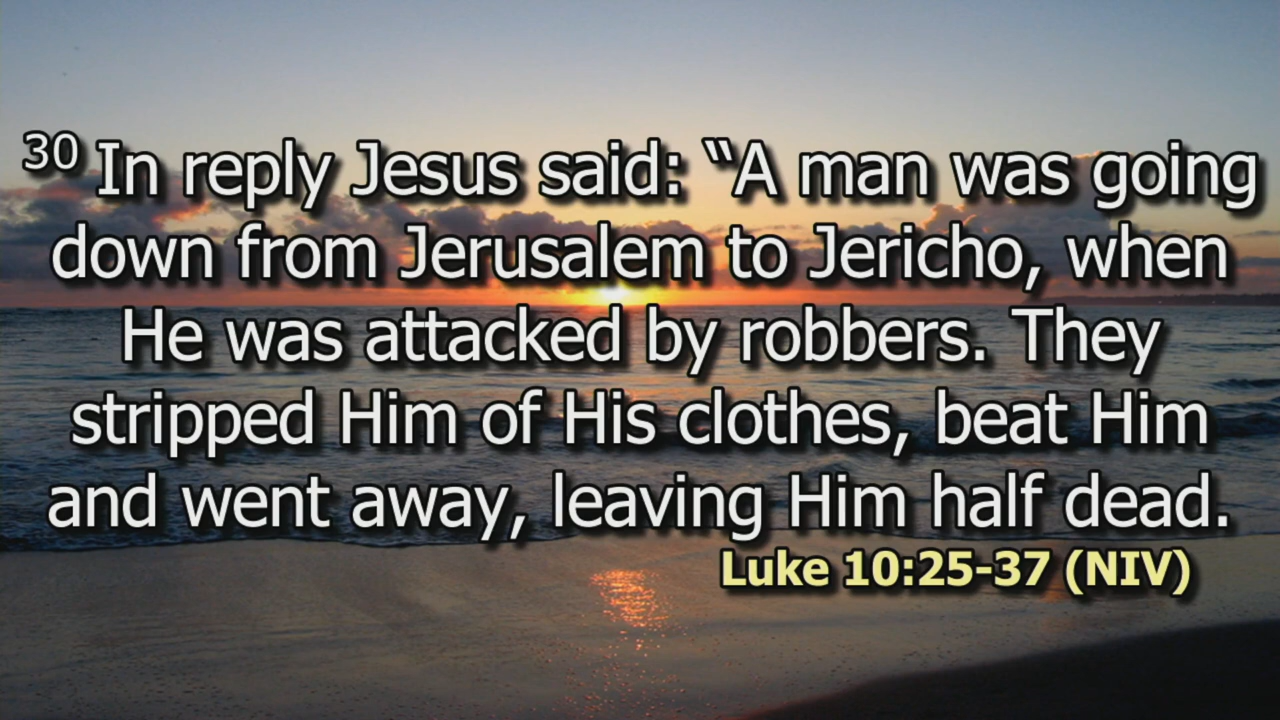 30 In reply Jesus said: “A man was going
down from Jerusalem to Jericho, when
He was attacked by robbers. They
stripped Him of His clothes, beat Him
and went away, leaving Him half dead.
Luke 10:25-37 (NIV)